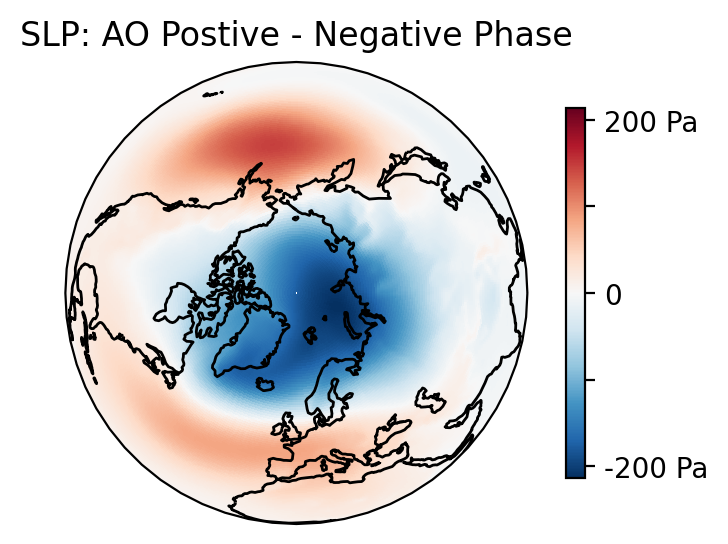 SLP: AO Postive - Negative Phase
200 Pa
0
-200 Pa